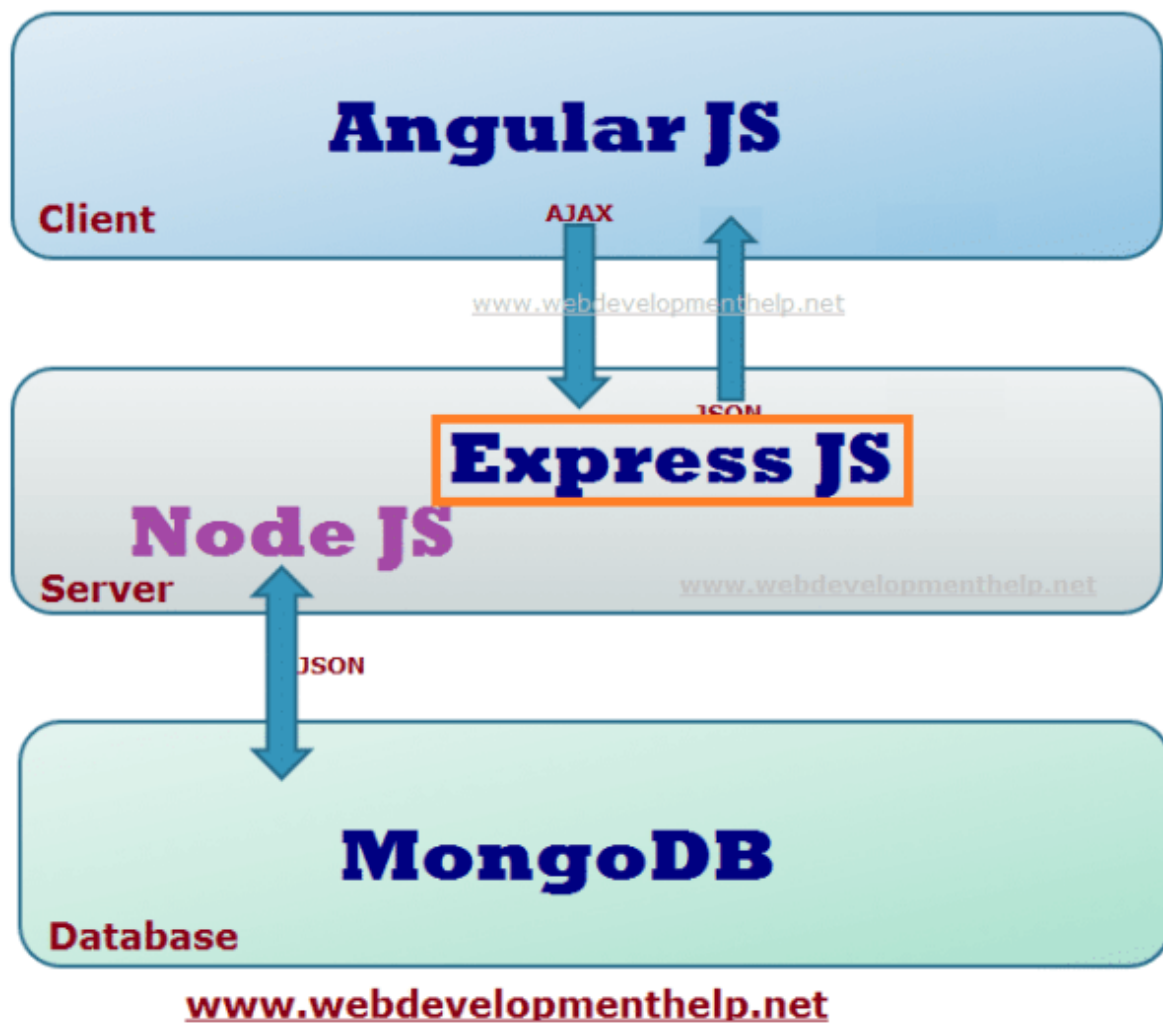 Angular JS
Client
AJAX
www.webdevelopmenthelp.net
JSON
Express JS
Node JS
Server
www.webdevelopmenthelp.net
JSON
MongoDB
Database
www.webdevelopmenthelp.net